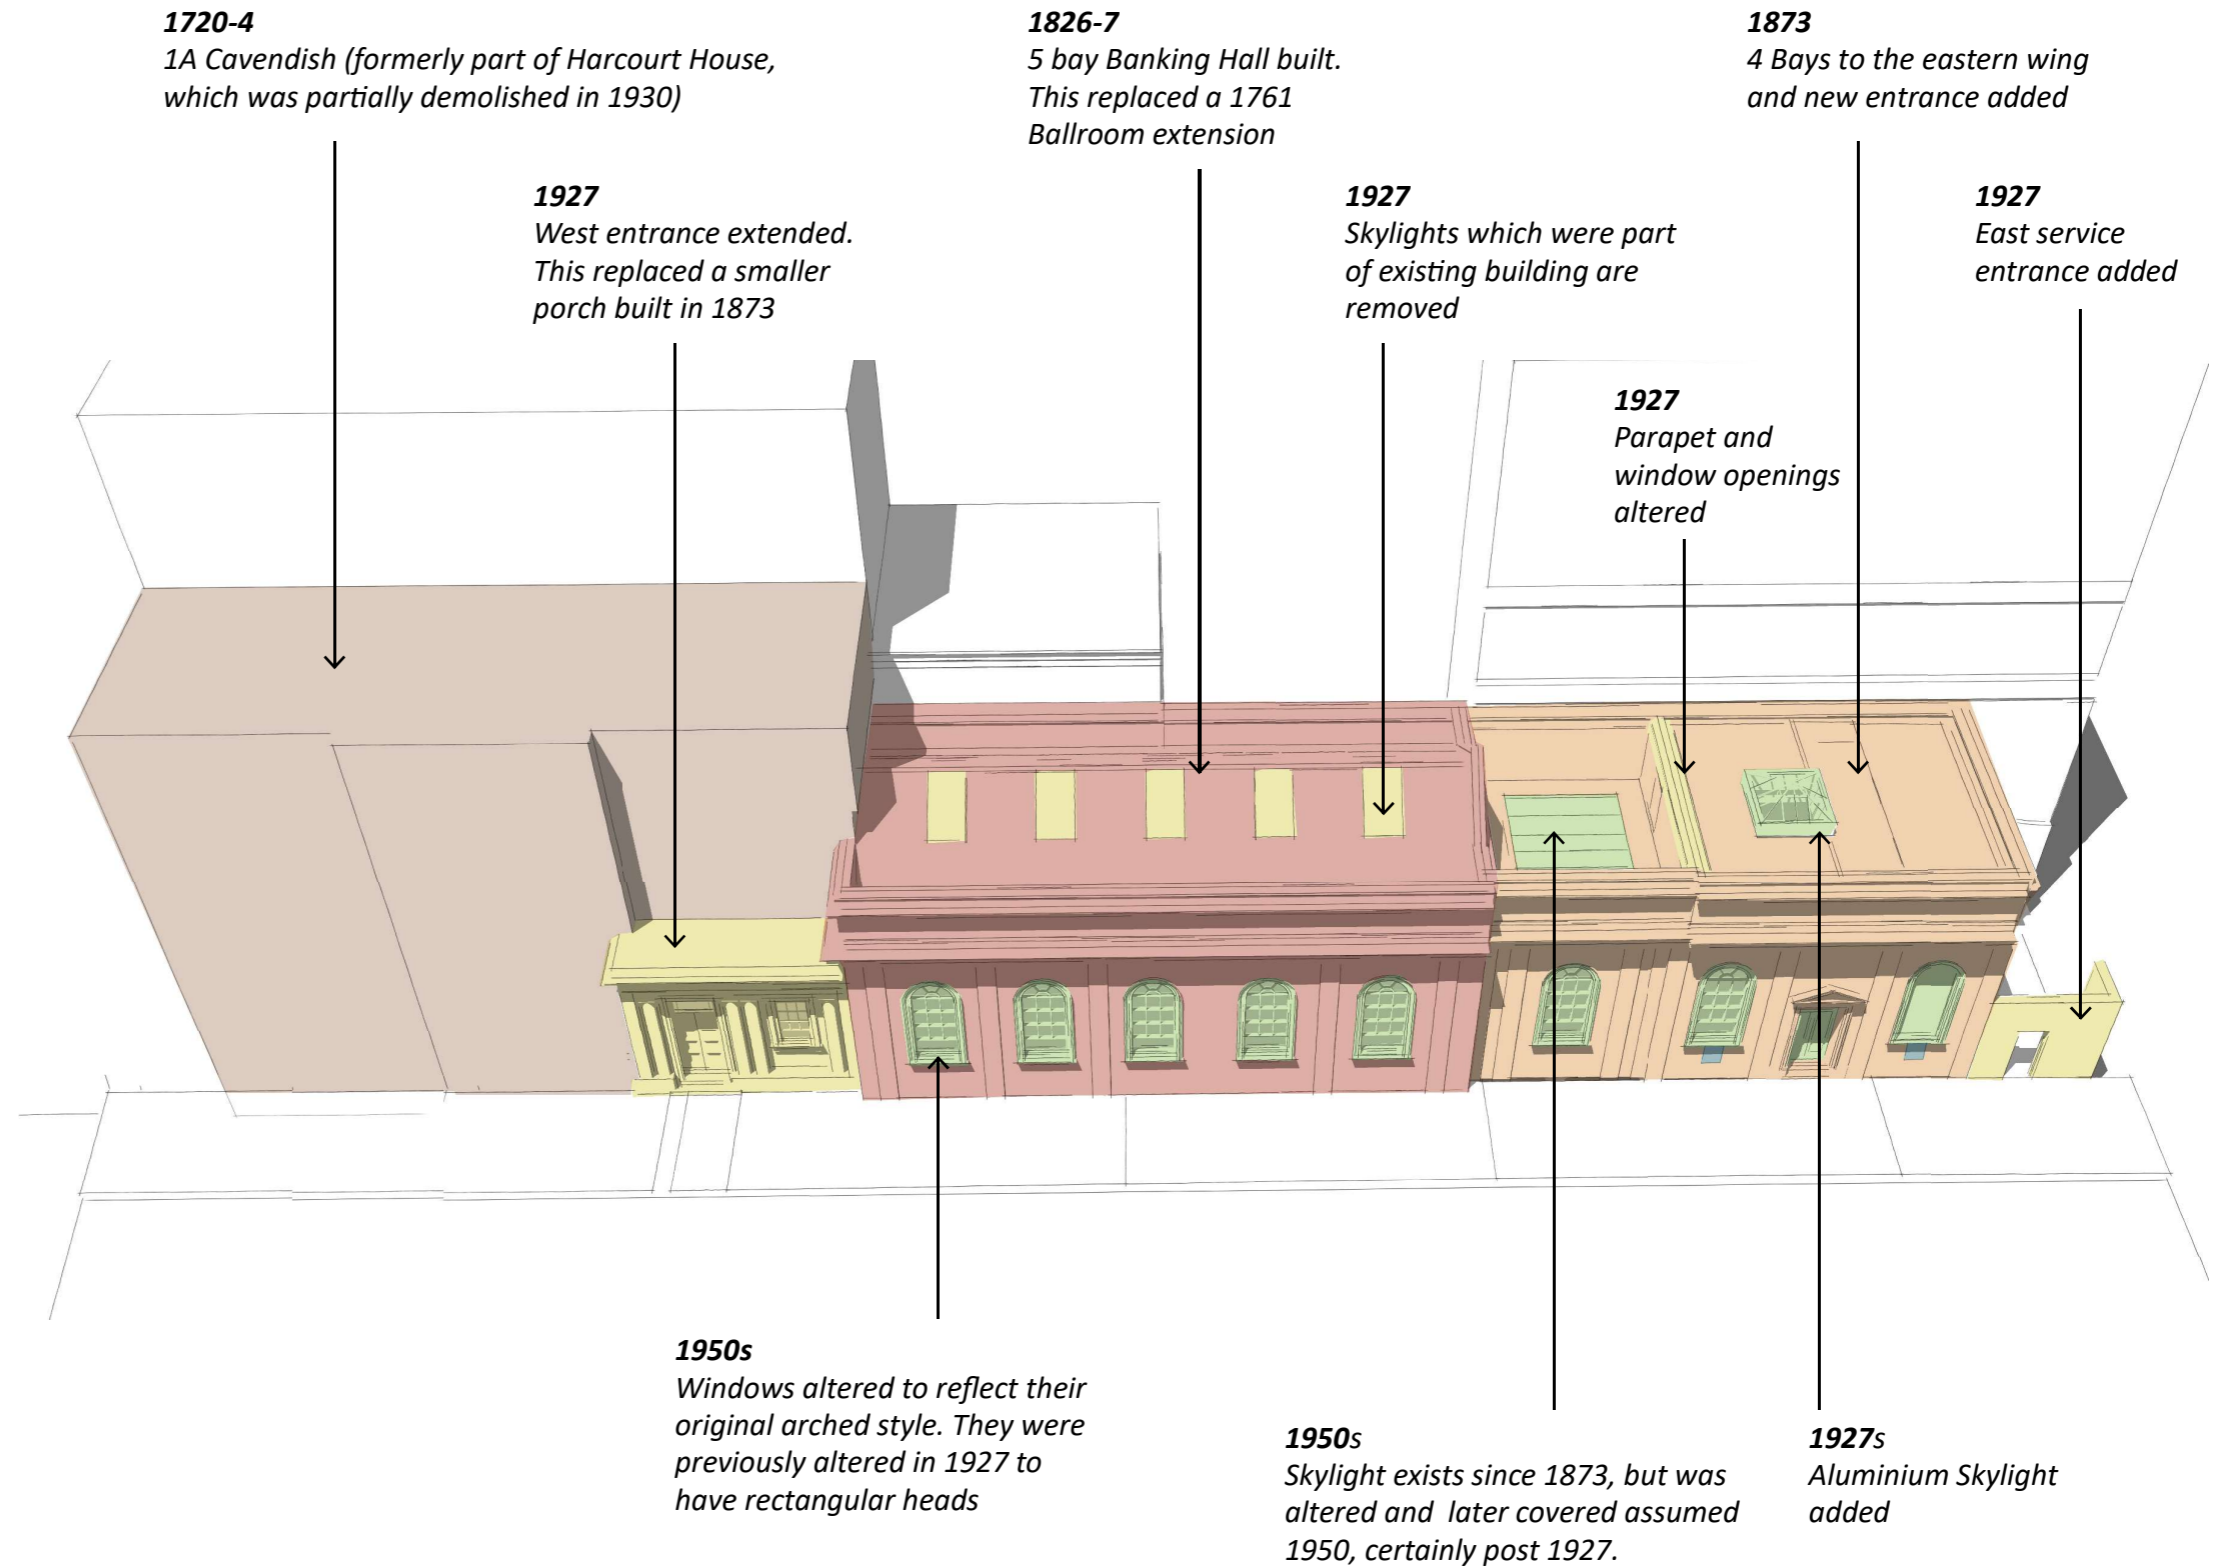 1720-4
1A Cavendish (formerly part of Harcourt House,
which was partially demolished in 1930)
1826-7
5 bay Banking Hall built.
This replaced a 1761
Ballroom extension
1873
4 Bays to the eastern wing
and new entrance added
1927
West entrance extended.
This replaced a smaller
porch built in 1873
1927
Skylights which were part
of existing building are
removed
1927
East service
entrance added
1927
Parapet and
window openings
altered
1950s
Windows altered to reflect their
original arched style. They were
previously altered in 1927 to
have rectangular heads
1950s
Skylight exists since 1873, but was
altered and later covered assumed
1950, certainly post 1927.
1927s
Aluminium Skylight
added